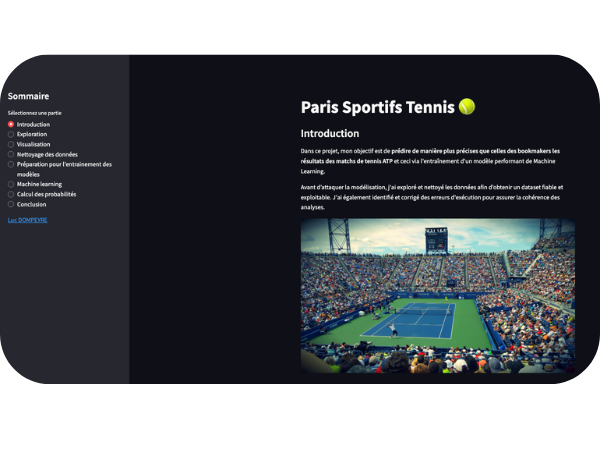 Sommaire
Sélectionnez une partie
Introduction
Exploration
Visualisation
Nettoyage des données
Préparation pour l'entrainement des
modèles
Machine learning
Calcul des probabilités
Conclusion
Luc DOMPEYRE
Paris Sportifs Tennis 🎾
Introduction
Dans ce projet, mon objectif est de prédire de manière plus précises que celles des bookmakers les
résultats des matchs de tennis ATP et ceci via l'entraînement d'un modèle performant de Machine
Learning.
Avant d'attaquer la modélisation, j'ai exploré et nettoyé les données afin d'obtenir un dataset fiable et
exploitable. J'ai également identifié et corrigé des erreurs d'exécution pour assurer la cohérence des
analyses.